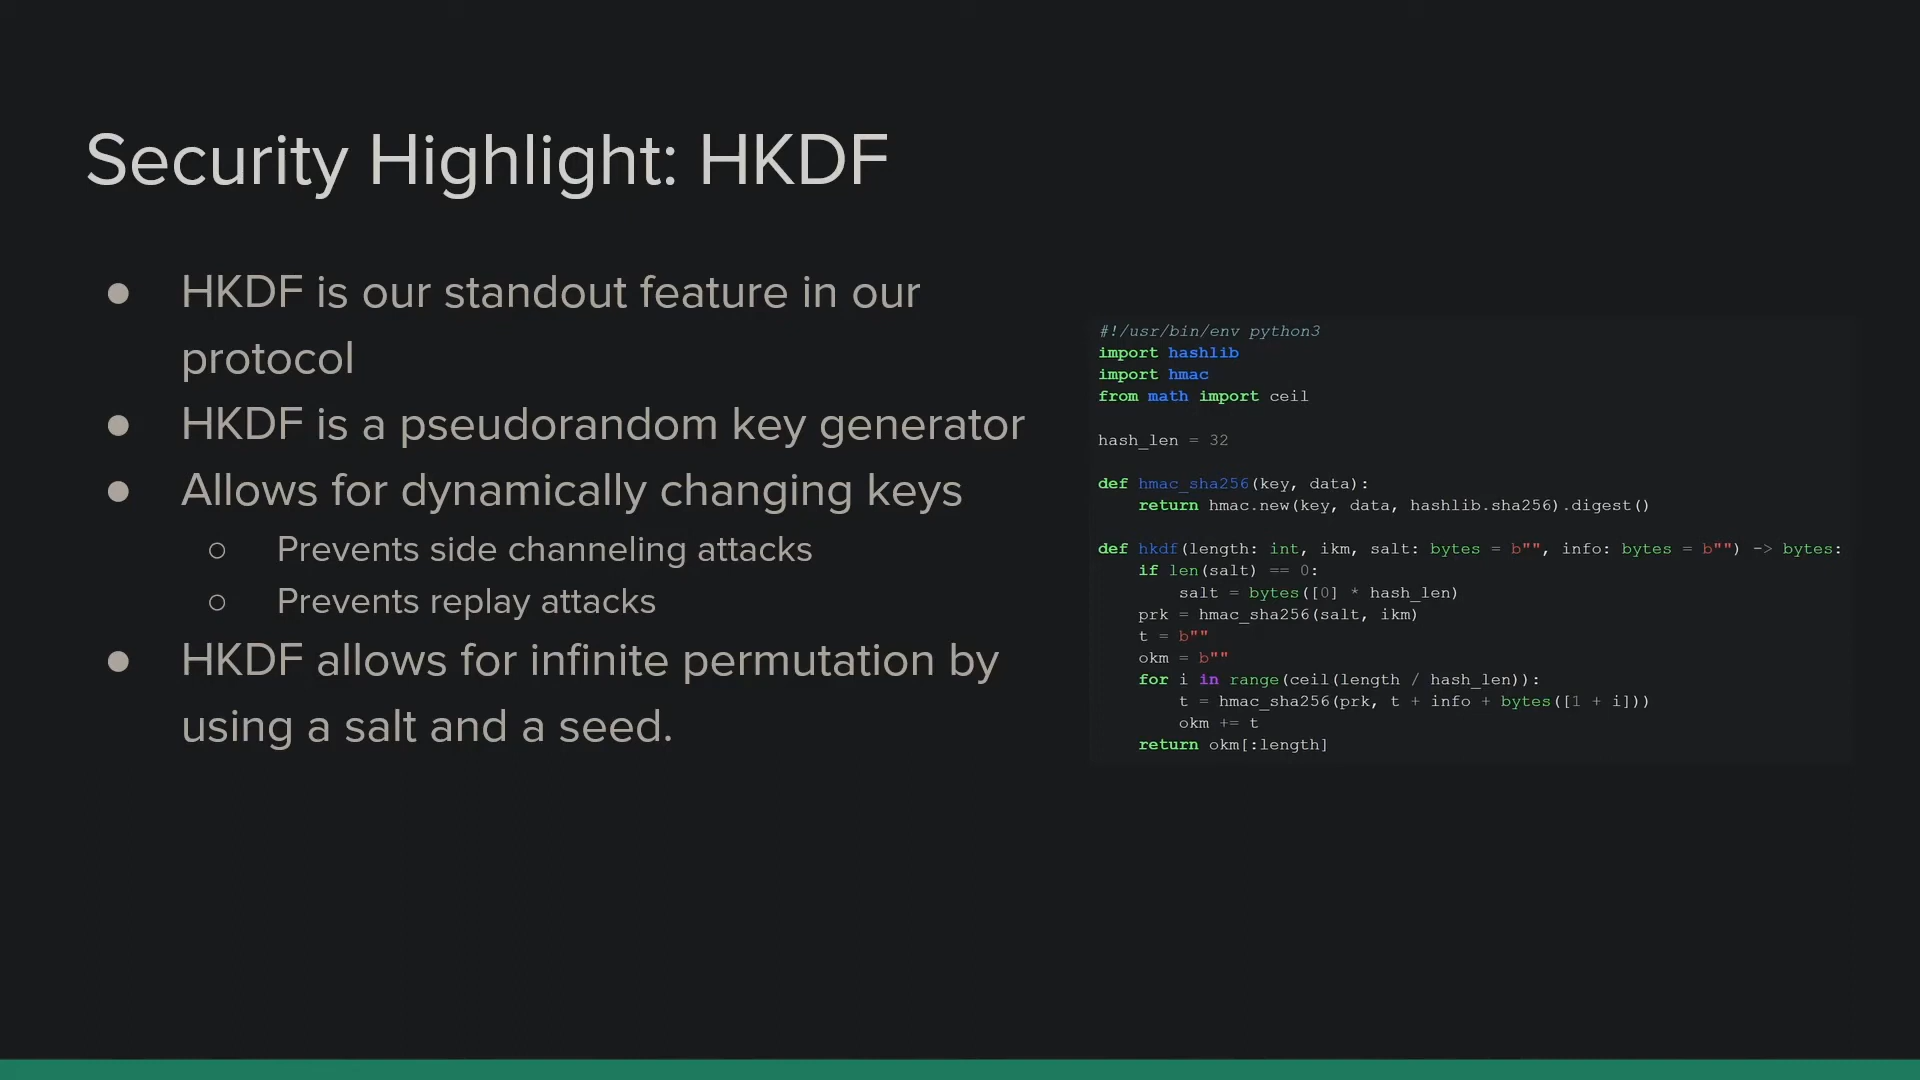 Security Highlight: HKDF
● HKDF is our standout feature in our
protocol
● HKDF is a pseudorandom key generator
● Allows for dynamically changing keys
○ Prevents side channeling attacks
○ Prevents replay attacks
● HKDF allows for infinite permutation by
using a salt and a seed.
#!/usr/bin/env python3
import hashlib
import hmac
from math import ceil

hash_len = 32

def hmac_sha256(key, data):
    return hmac.new(key, data, hashlib.sha256).digest()

def hkdf(length: int, ikm, salt: bytes = b"", info: bytes = b"") -> bytes:
    if len(salt) == 0:
        salt = bytes([0] * hash_len)
    prk = hmac_sha256(salt, ikm)
    t = b""
    okm = b""
    for i in range(ceil(length / hash_len)):
        t = hmac_sha256(prk, t + info + bytes([1 + i]))
        okm += t
    return okm[:length]